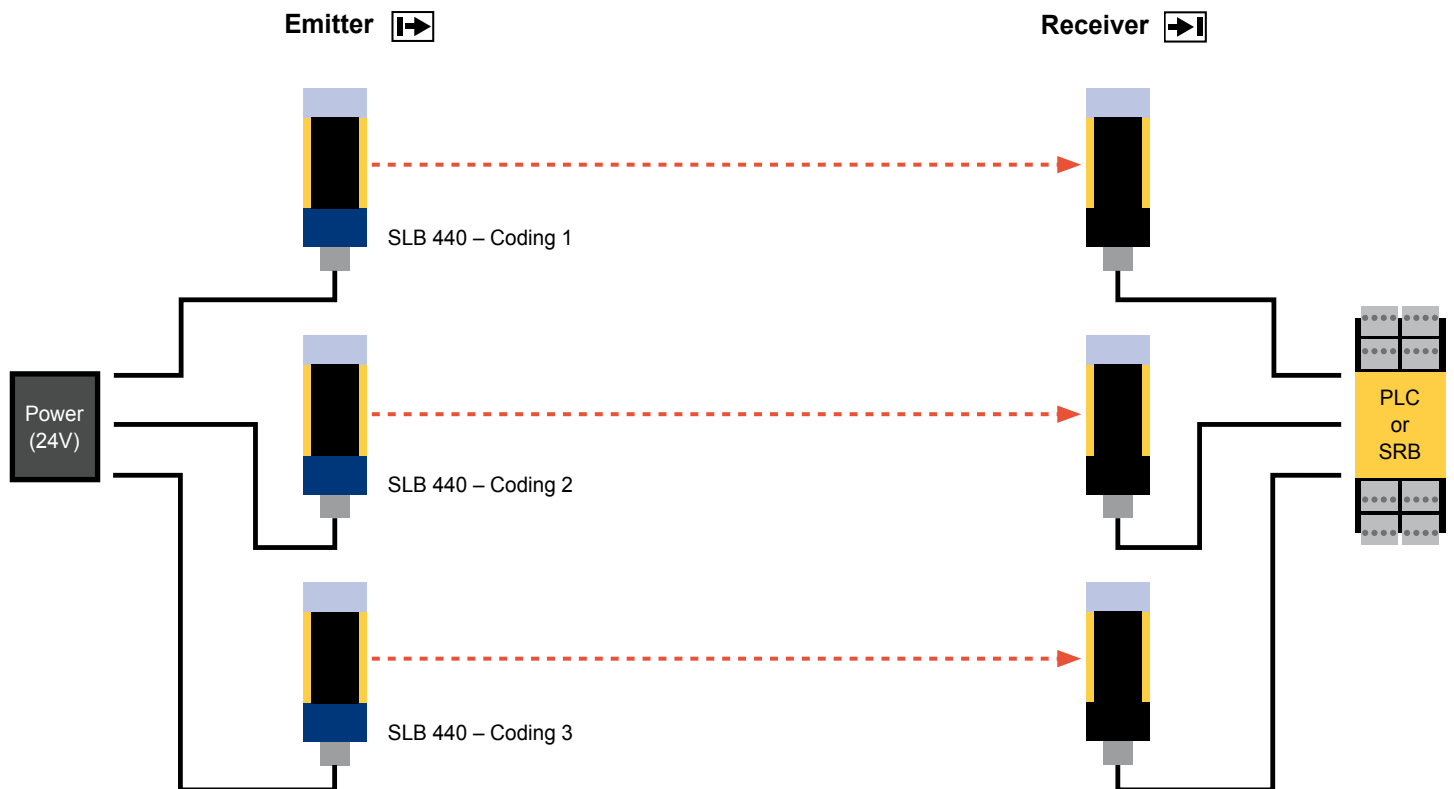 Emitter
Receiver
SLB 440 – Coding 1
Power
(24V)
PLC
or
SRB
SLB 440 – Coding 2
SLB 440 – Coding 3